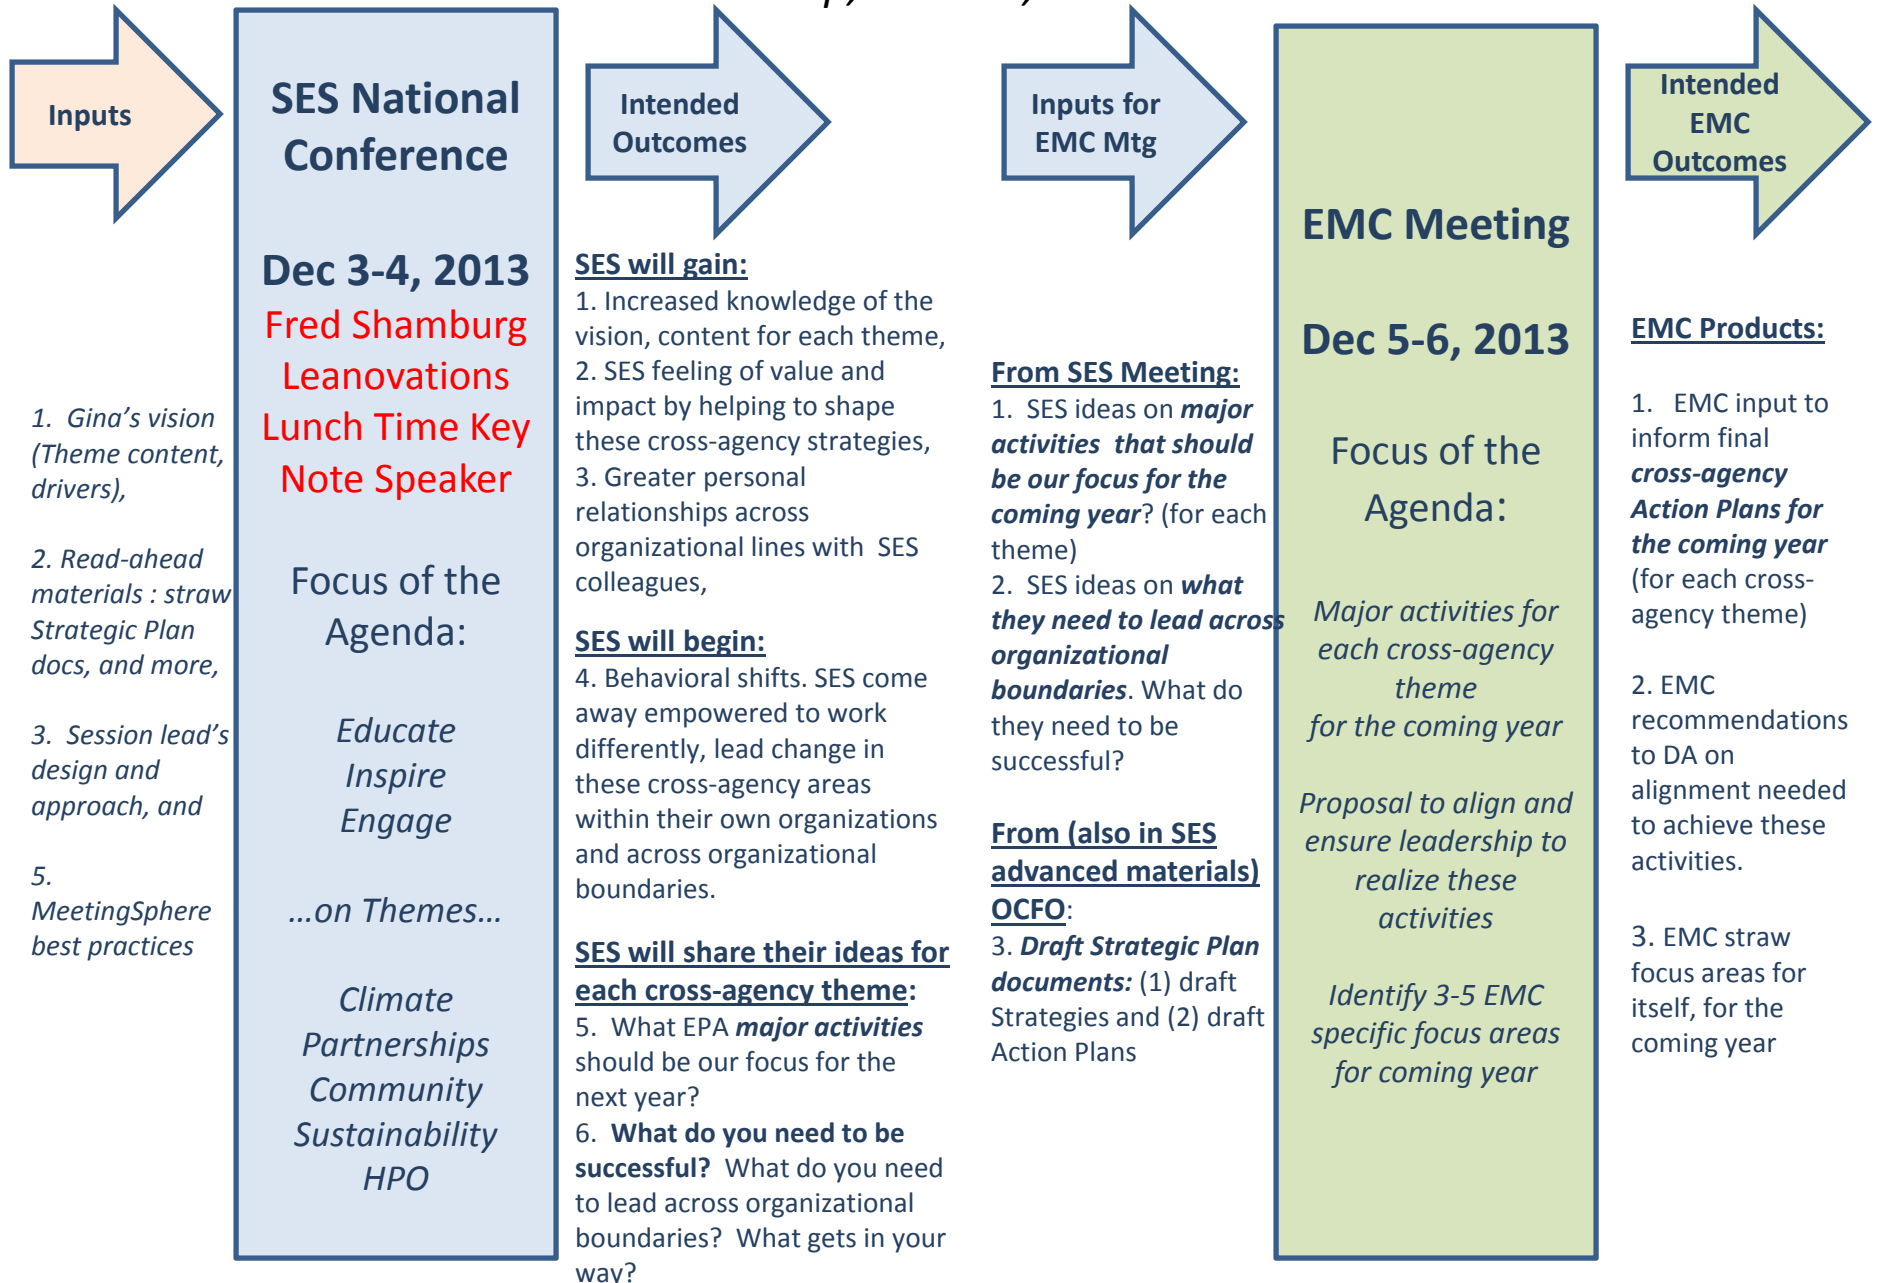 Inputs
SES National
Conference
Dec 3-4, 2013
Fred Shamburg
Leanovations
Lunch Time Key
Note Speaker
Focus of the
Agenda:
Educate
Inspire
Engage
…on Themes…
Climate
Partnerships
Community
Sustainability
HPO
1. Gina’s vision
(Theme content,
drivers),
2. Read-ahead
materials : straw
Strategic Plan
docs, and more,
3. Session lead’s
design and
approach, and
5.
MeetingSphere
best practices
Intended
Outcomes
SES will gain:
1. Increased knowledge of the
vision, content for each theme,
2. SES feeling of value and
impact by helping to shape
these cross-agency strategies,
3. Greater personal
relationships across
organizational lines with SES
colleagues,
SES will begin:
4. Behavioral shifts. SES come
away empowered to work
differently, lead change in
these cross-agency areas
within their own organizations
and across organizational
boundaries.
SES will share their ideas for
each cross-agency theme:
5. What EPA major activities
should be our focus for the
next year?
6. What do you need to be
successful? What do you need
to lead across organizational
boundaries? What gets in your
way?
Inputs for
EMC Mtg
From SES Meeting:
1. SES ideas on major
activities that should
be our focus for the
coming year? (for each
theme)
2. SES ideas on what
they need to lead across
organizational
boundaries. What do
they need to be
successful?
From (also in SES
advanced materials)
OCFO:
3. Draft Strategic Plan
documents: (1) draft
Strategies and (2) draft
Action Plans
EMC Meeting
Dec 5-6, 2013
Focus of the
Agenda:
Major activities for
each cross-agency
theme
for the coming year
Proposal to align and
ensure leadership to
realize these
activities
Identify 3-5 EMC
specific focus areas
for coming year
Intended
EMC
Outcomes
EMC Products:
1. EMC input to
inform final
cross-agency
Action Plans for
the coming year
(for each cross-
agency theme)
2. EMC
recommendations
to DA on
alignment needed
to achieve these
activities.
3. EMC straw
focus areas for
itself, for the
coming year